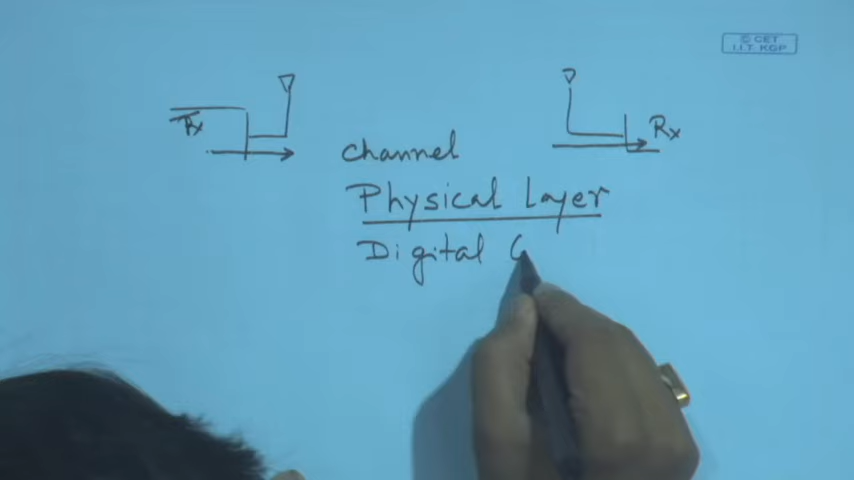 © CET
I.I.T. KGP
Tx
Rx
channel
Physical Layer
Digital C